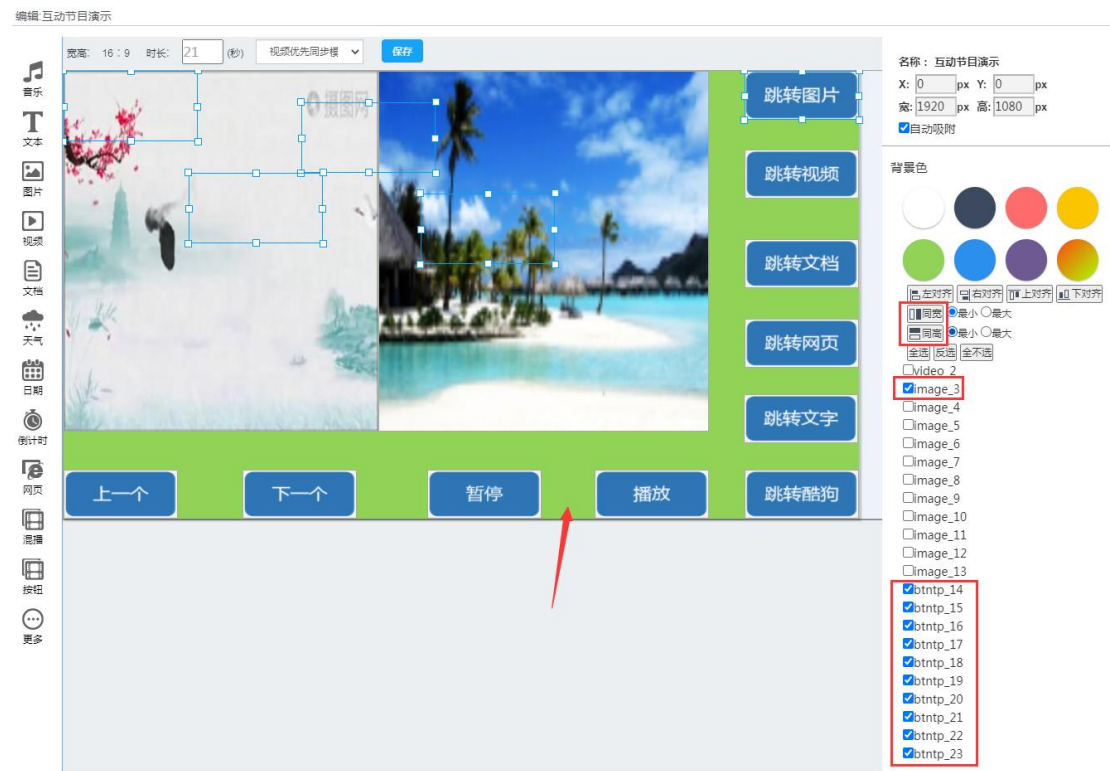 编辑:互动节目演示
宽高: 16：9 时长: 21 (秒) 视频优先同步模 保存
音乐
文本
图片
视频
文档
天气
日期
倒计时
网页
混播
按钮
更多
摄图网
跳转图片
跳转视频
跳转文档
跳转网页
跳转文字
上一个 下一个 暂停 播放 跳转酷狗
名称： 互动节目演示
X: 0 px Y: 0 px
宽: 1920 px 高: 1080 px
自动吸附
背景色
左对齐 右对齐 上对齐 下对齐
同宽 最小 最大
同高 最小 最大
全选 反选 全不选
video_2
image_3
image_4
image_5
image_6
image_7
image_8
image_9
image_10
image_11
image_12
image_13
btntp_14
btntp_15
btntp_16
btntp_17
btntp_18
btntp_19
btntp_20
btntp_21
btntp_22
btntp_23